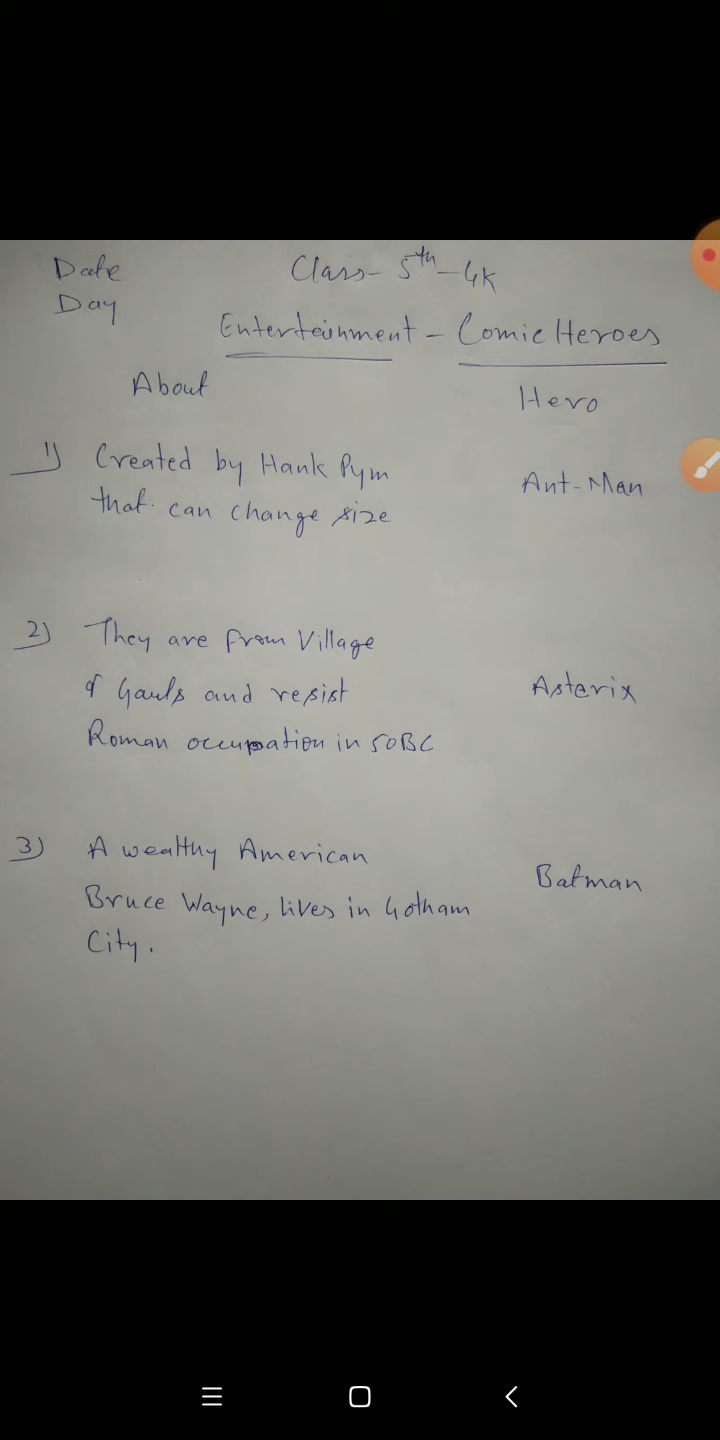 Date
Class- 5th - GK
Day
Entertainment - Comic Heroes
About
Hero
1) Created by Hank Pym
that can change size
Ant-Man
2) They are from Village
of Gauls and resist
Roman occupation in 50BC
Asterix
3) A wealthy American
Bruce Wayne, lives in Gotham
City.
Batman